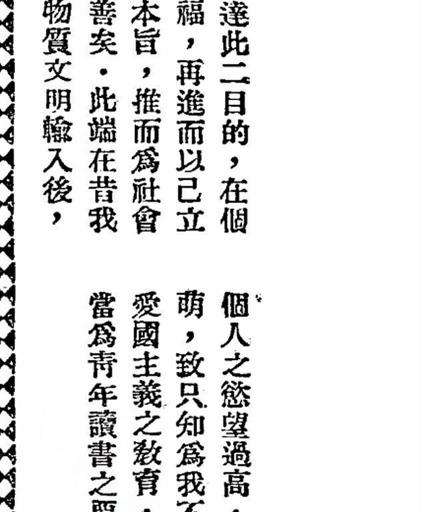 達此二目的，在個
福，再進而以己立
本旨，推而爲社會
善矣．此端在昔我
物質文明輸入後，
個人之慾望過高．
萌，致只知爲我不
愛國主義之教育．
當爲靑年讀書之